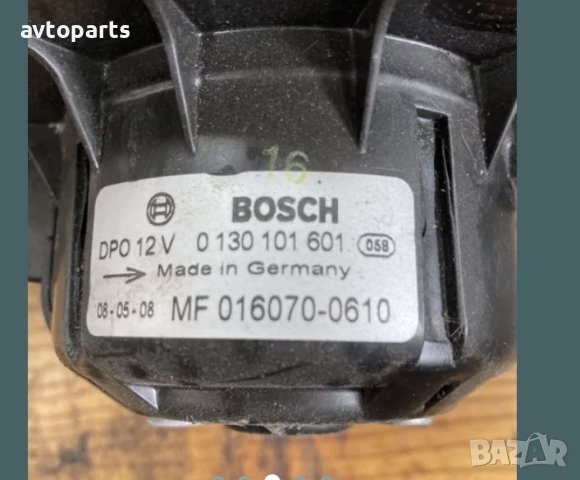 avtoparts
16
BOSCH
DPO 12 V 0 130 101 601 058
Made in Germany
08-05-08 MF 016070-0610
BAZAR